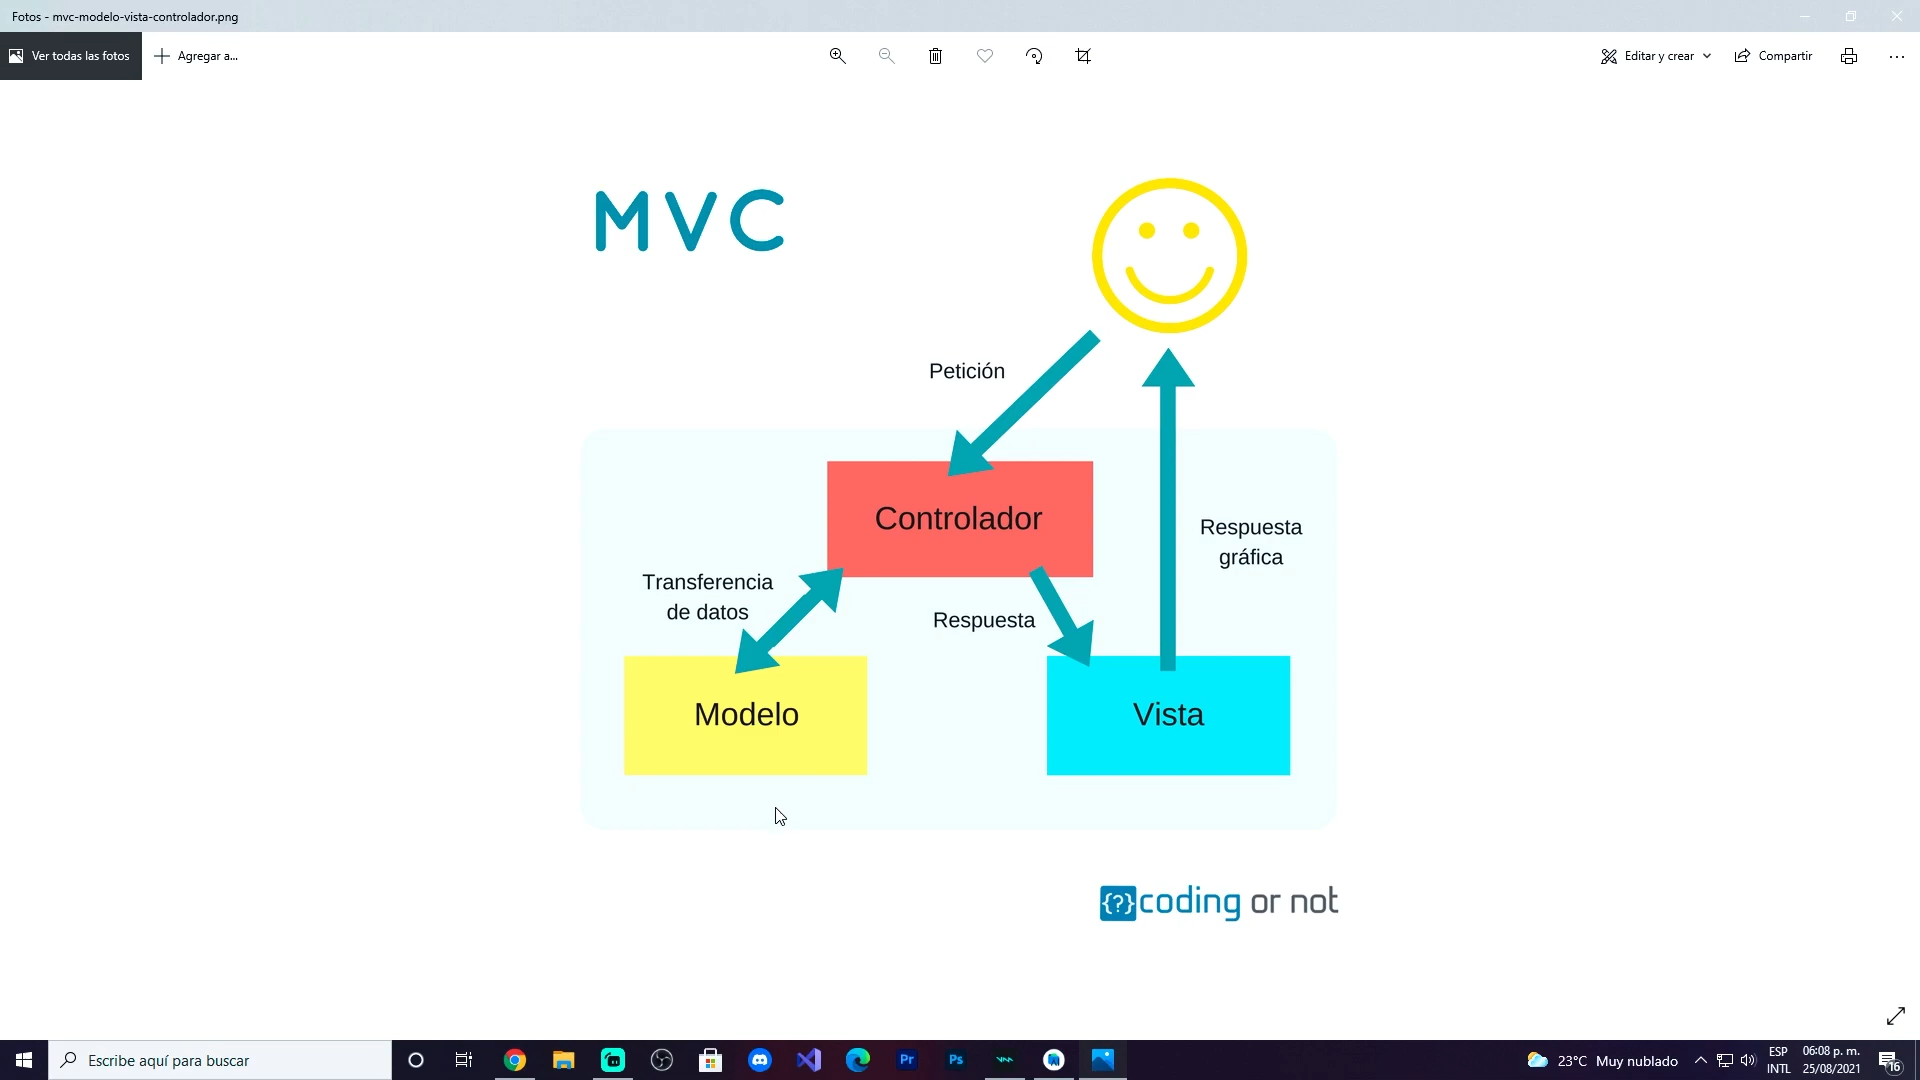 Fotos - mvc-modelo-vista-controlador.png
Ver todas las fotos
Agregar a...
Editar y crear
Compartir
MVC
Petición
Controlador
Respuesta
gráfica
Transferencia
de datos
Respuesta
Modelo
Vista
{?}coding or not
Escribe aquí para buscar
Pr
Ps
23°C Muy nublado
ESP
INTL
06:08 p. m.
25/08/2021
16